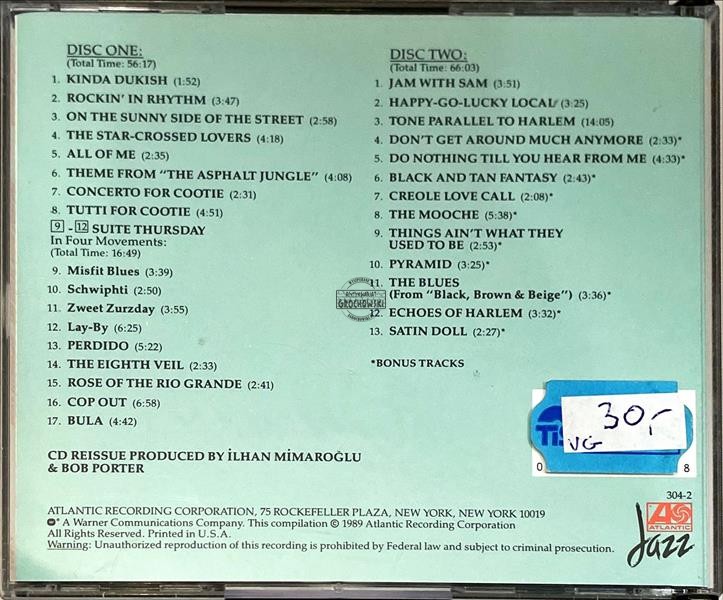 DISC ONE:
(Total Time: 56:17)
1. KINDA DUKISH (1:52)
2. ROCKIN' IN RHYTHM (3:47)
3. ON THE SUNNY SIDE OF THE STREET (2:58)
4. THE STAR-CROSSED LOVERS (4:18)
5. ALL OF ME (2:35)
6. THEME FROM "THE ASPHALT JUNGLE" (4:08)
7. CONCERTO FOR COOTIE (2:31)
8. TUTTI FOR COOTIE (4:51)
9 - 12 SUITE THURSDAY
In Four Movements:
(Total Time: 16:49)
9. Misfit Blues (3:39)
10. Schwiphti (2:50)
11. Zweet Zurzday (3:55)
12. Lay-By (6:25)
13. PERDIDO (5:22)
14. THE EIGHTH VEIL (2:33)
15. ROSE OF THE RIO GRANDE (2:41)
16. COP OUT (6:58)
17. BULA (4:42)
DISC TWO:
(Total Time: 66:03)
1. JAM WITH SAM (3:51)
2. HAPPY-GO-LUCKY LOCAL (3:25)
3. TONE PARALLEL TO HARLEM (14:05)
4. DON'T GET AROUND MUCH ANYMORE (2:33)*
5. DO NOTHING TILL YOU HEAR FROM ME (4:33)*
6. BLACK AND TAN FANTASY (2:43)*
7. CREOLE LOVE CALL (2:08)*
8. THE MOOCHE (5:38)*
9. THINGS AIN'T WHAT THEY
USED TO BE (2:53)*
10. PYRAMID (3:25)*
11. THE BLUES
(From "Black, Brown & Beige") (3:36)*
12. ECHOES OF HARLEM (3:32)*
13. SATIN DOLL (2:27)*
*BONUS TRACKS
GROCHOWSKI
30,-
VG
0 8
CD REISSUE PRODUCED BY İLHAN MİMAROĞLU
& BOB PORTER
304-2
ATLANTIC
Jazz
ATLANTIC RECORDING CORPORATION, 75 ROCKEFELLER PLAZA, NEW YORK, NEW YORK 10019
* A Warner Communications Company. This compilation © 1989 Atlantic Recording Corporation
All Rights Reserved. Printed in U.S.A.
Warning: Unauthorized reproduction of this recording is prohibited by Federal law and subject to criminal prosecution.